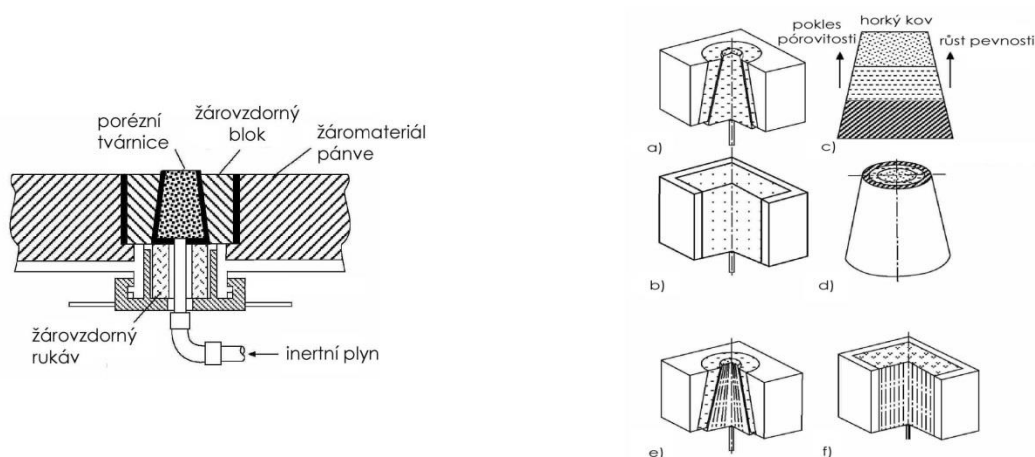 porézní
tvárnice
žárovzdorný
blok
žáromateriál
pánve
žárovzdorný
rukáv
inertní plyn
pokles
pórovitosti
horký kov
růst pevnosti
a)
c)
b)
d)
e)
f)